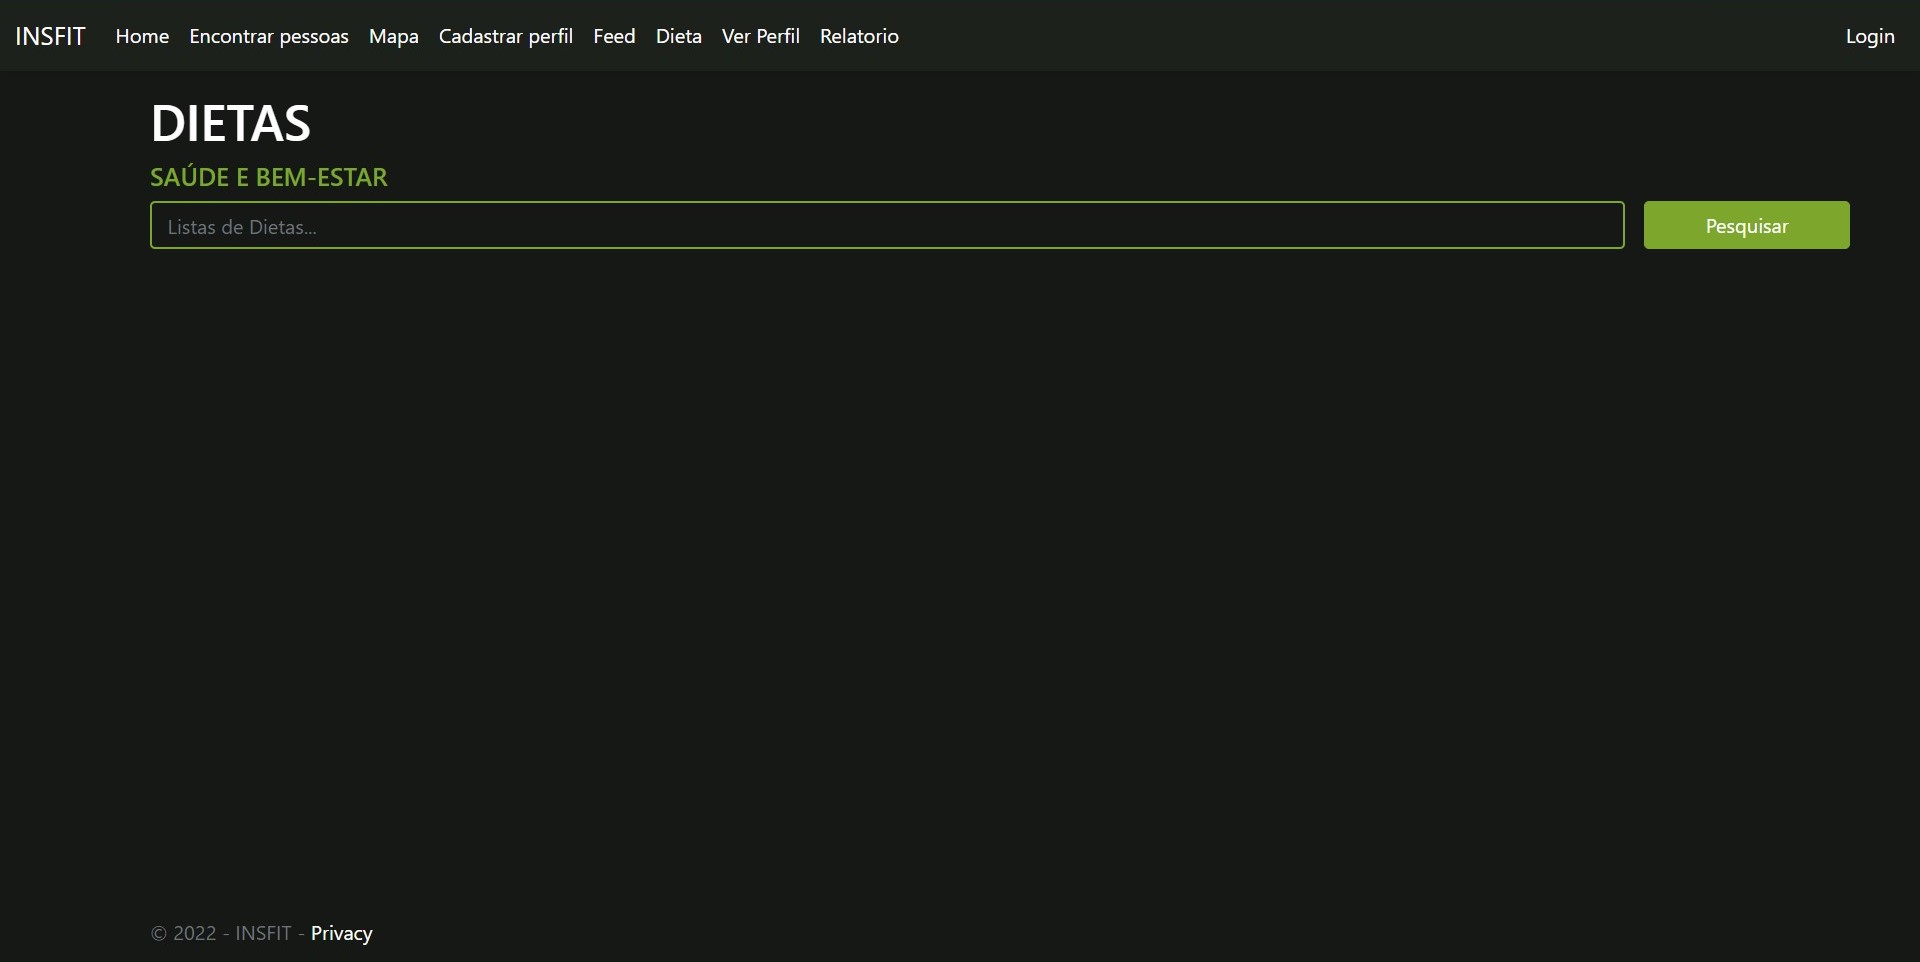 INSFIT Home Encontrar pessoas Mapa Cadastrar perfil Feed Dieta Ver Perfil Relatorio Login
DIETAS
SAÚDE E BEM-ESTAR
Listas de Dietas... Pesquisar
© 2022 - INSFIT - Privacy